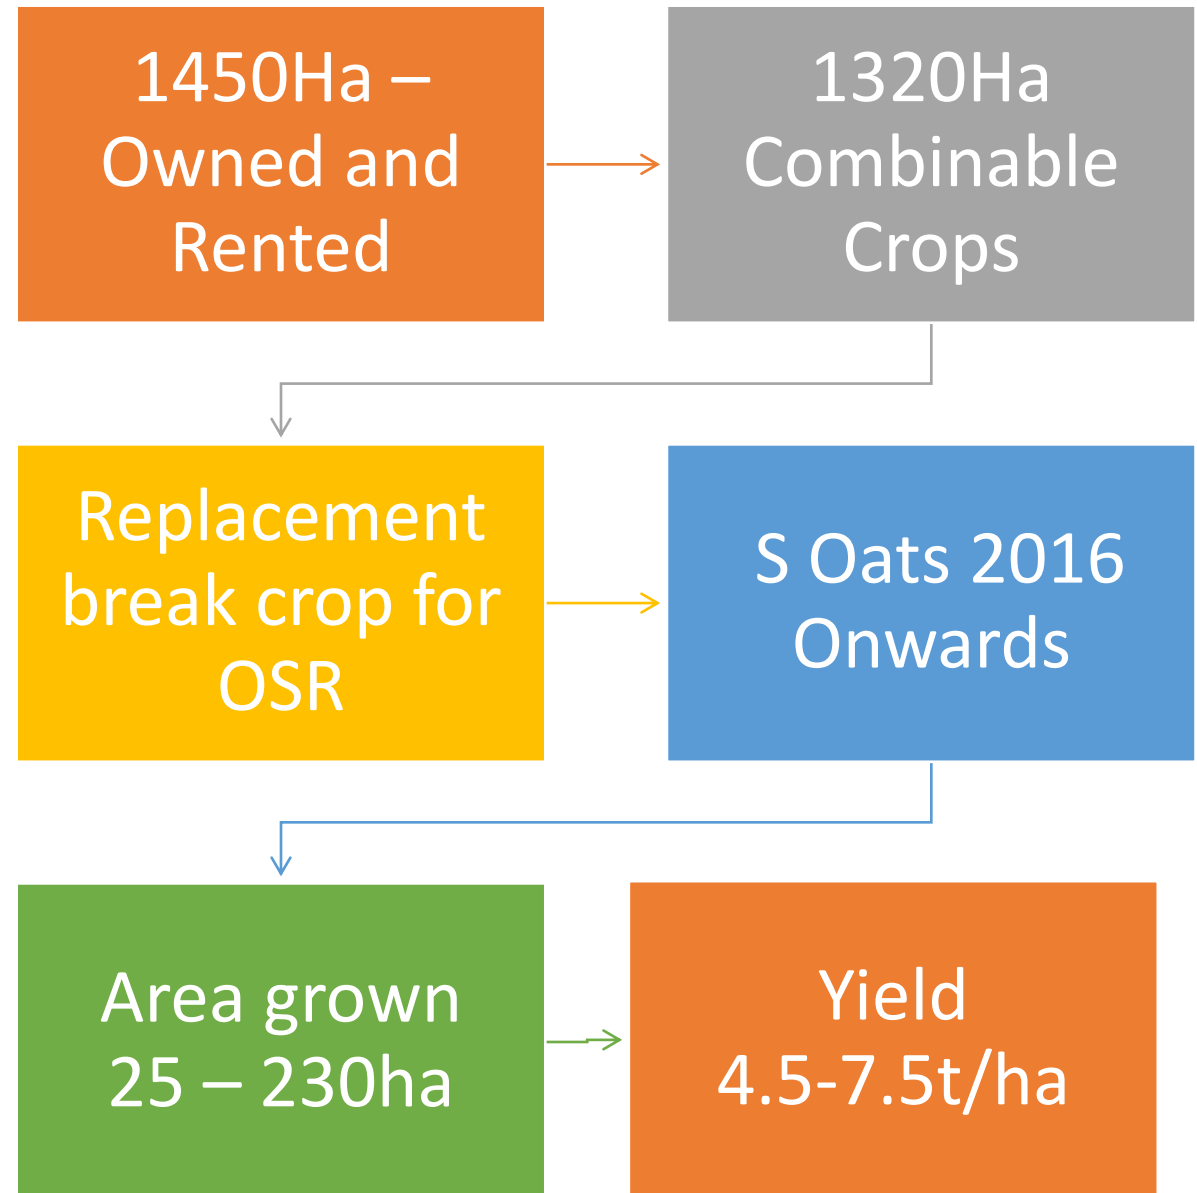 1450Ha –
Owned and
Rented
1320Ha
Combinable
Crops
Replacement
break crop for
OSR
S Oats 2016
Onwards
Area grown
25 – 230ha
Yield
4.5-7.5t/ha